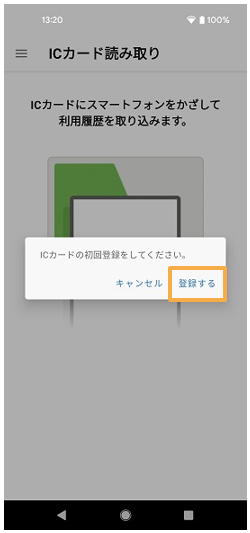 13:20 100%
ICカード読み取り
ICカードにスマートフォンをかざして
利用履歴を取り込みます。
ICカードの初回登録をしてください。
キャンセル 登録する